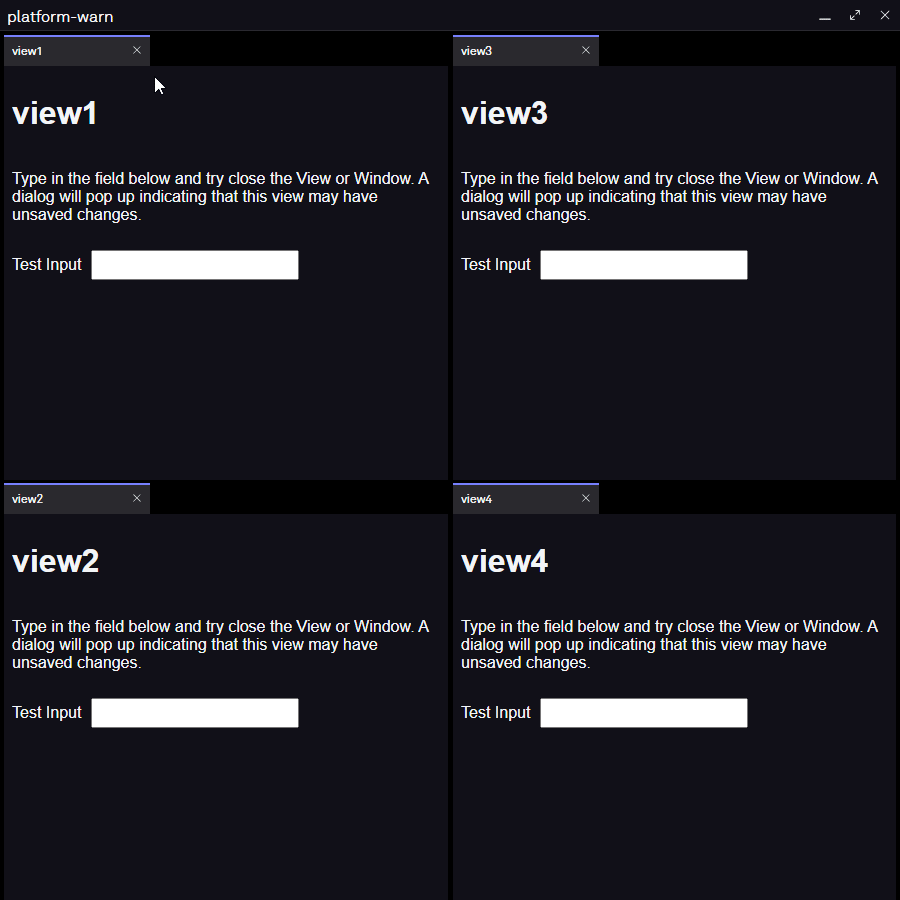 platform-warn
view1
view1
Type in the field below and try close the View or Window. A
dialog will pop up indicating that this view may have
unsaved changes.
Test Input
view3
view3
Type in the field below and try close the View or Window. A
dialog will pop up indicating that this view may have
unsaved changes.
Test Input
view2
view2
Type in the field below and try close the View or Window. A
dialog will pop up indicating that this view may have
unsaved changes.
Test Input
view4
view4
Type in the field below and try close the View or Window. A
dialog will pop up indicating that this view may have
unsaved changes.
Test Input